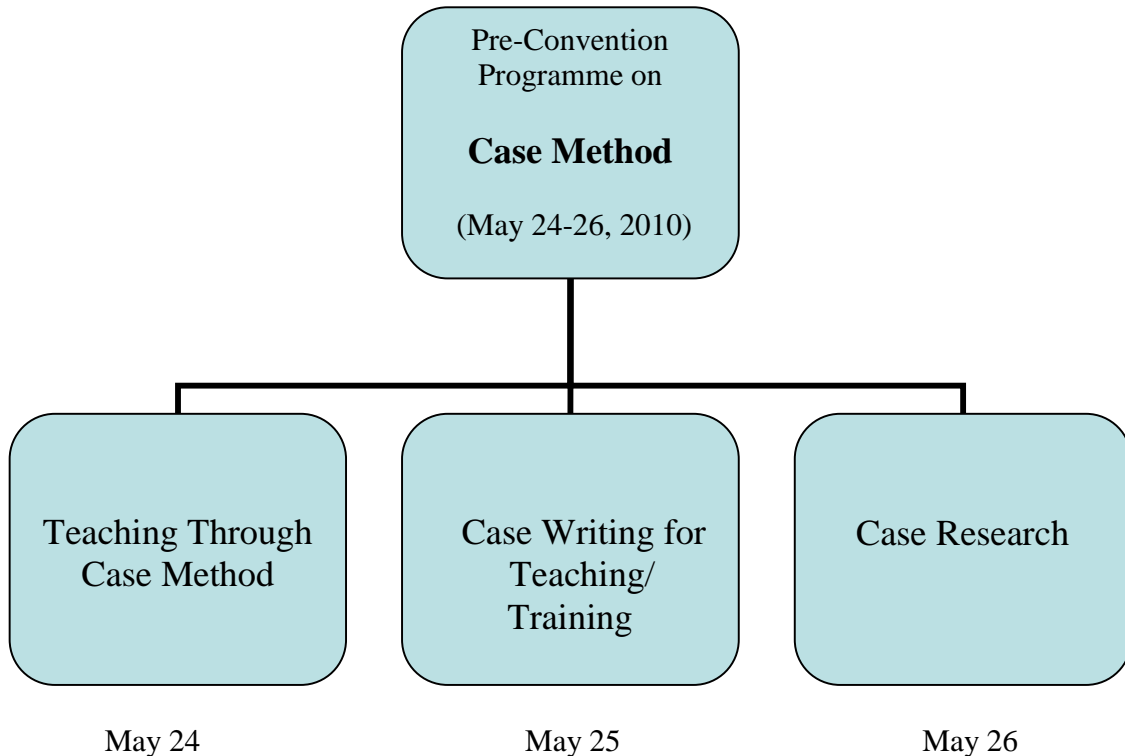 Pre-Convention
Programme on
Case Method
(May 24-26, 2010)
Teaching Through
Case Method
Case Writing for
Teaching/
Training
Case Research
May 24
May 25
May 26